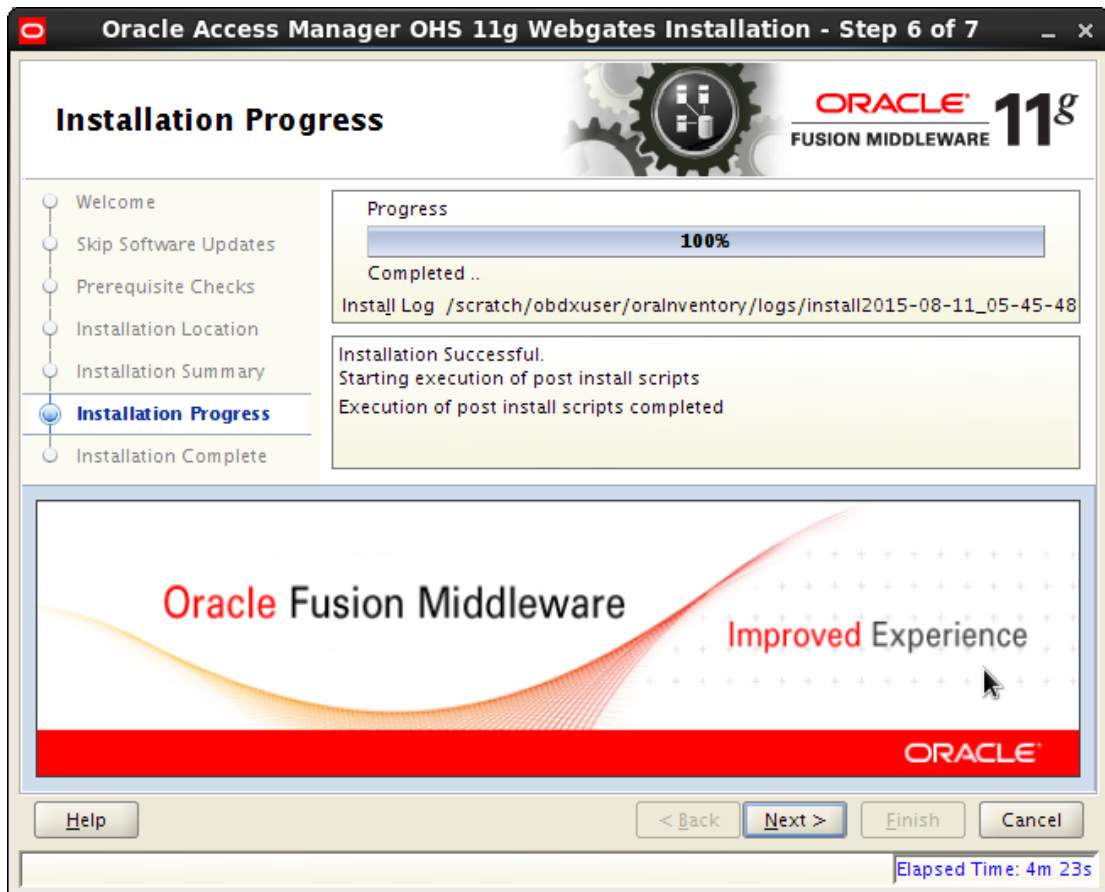 Oracle Access Manager OHS 11g Webgates Installation - Step 6 of 7
Installation Progress
ORACLE
FUSION MIDDLEWARE
11g
Welcome
Skip Software Updates
Prerequisite Checks
Installation Location
Installation Summary
Installation Progress
Installation Complete
Progress
100%
Completed ..
Install Log /scratch/obdxuser/oraInventory/logs/install2015-08-11_05-45-48
Installation Successful.
Starting execution of post install scripts
Execution of post install scripts completed
Oracle Fusion Middleware
Improved Experience
ORACLE
Help
< Back
Next >
Finish
Cancel
Elapsed Time: 4m 23s